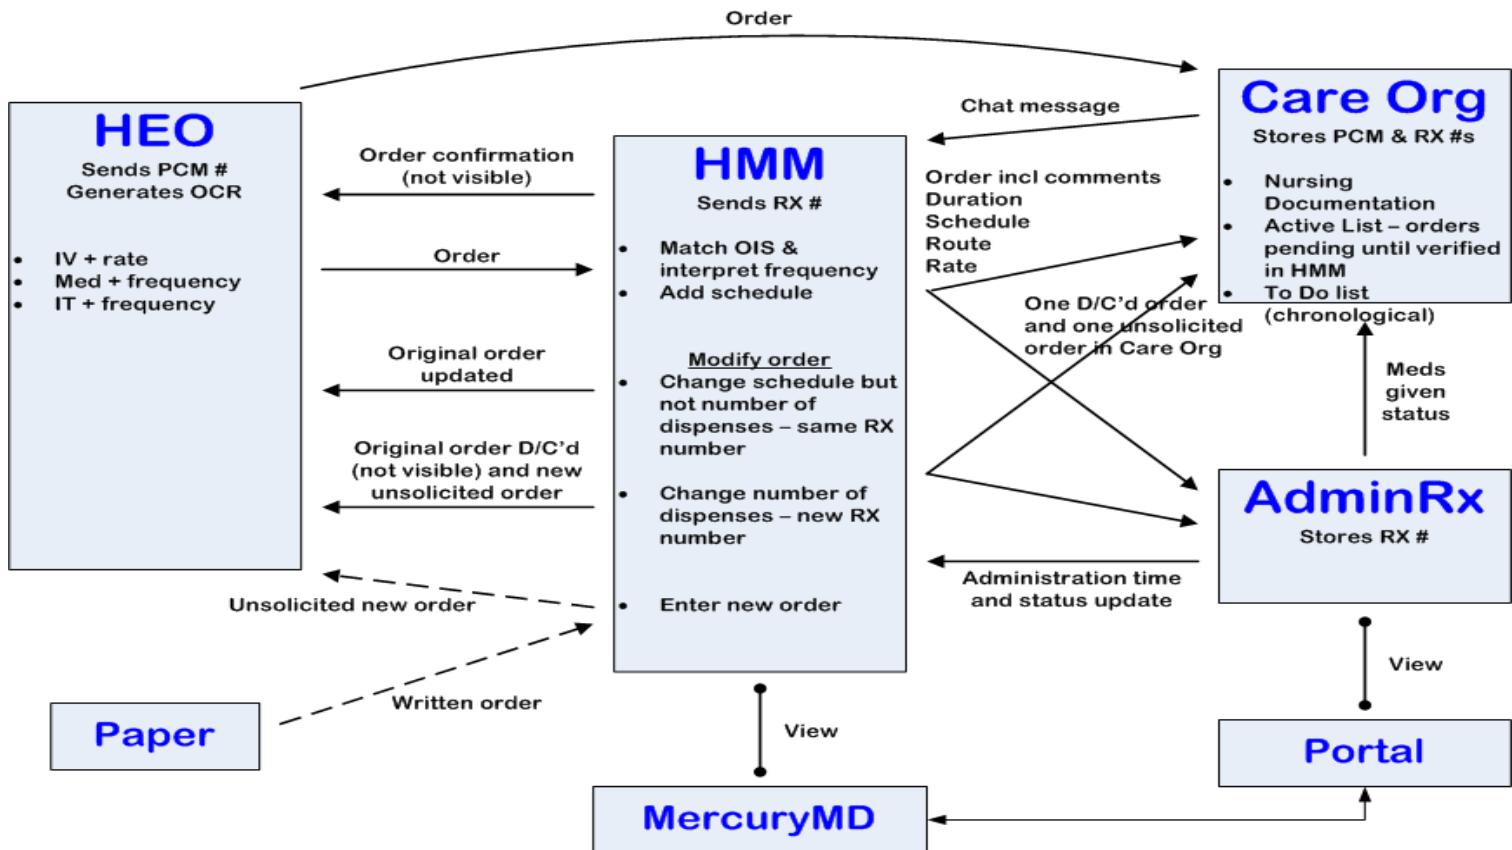 Order
HEO
Sends PCM #
Generates OCR
• IV + rate
• Med + frequency
• IT + frequency
Order confirmation
(not visible)
Order
Original order
updated
Original order D/C’d
(not visible) and new
unsolicited order
Unsolicited new order
Written order
Paper
HMM
Sends RX #
• Match OIS &
interpret frequency
• Add schedule
Modify order
• Change schedule but
not number of
dispenses – same RX
number
• Change number of
dispenses – new RX
number
• Enter new order
View
MercuryMD
Chat message
Order incl comments
Duration
Schedule
Route
Rate
One D/C’d order
and one unsolicited
order in Care Org
Administration time
and status update
Care Org
Stores PCM & RX #s
• Nursing
Documentation
• Active List – orders
pending until verified
in HMM
• To Do list
(chronological)
Meds
given
status
AdminRx
Stores RX #
View
Portal